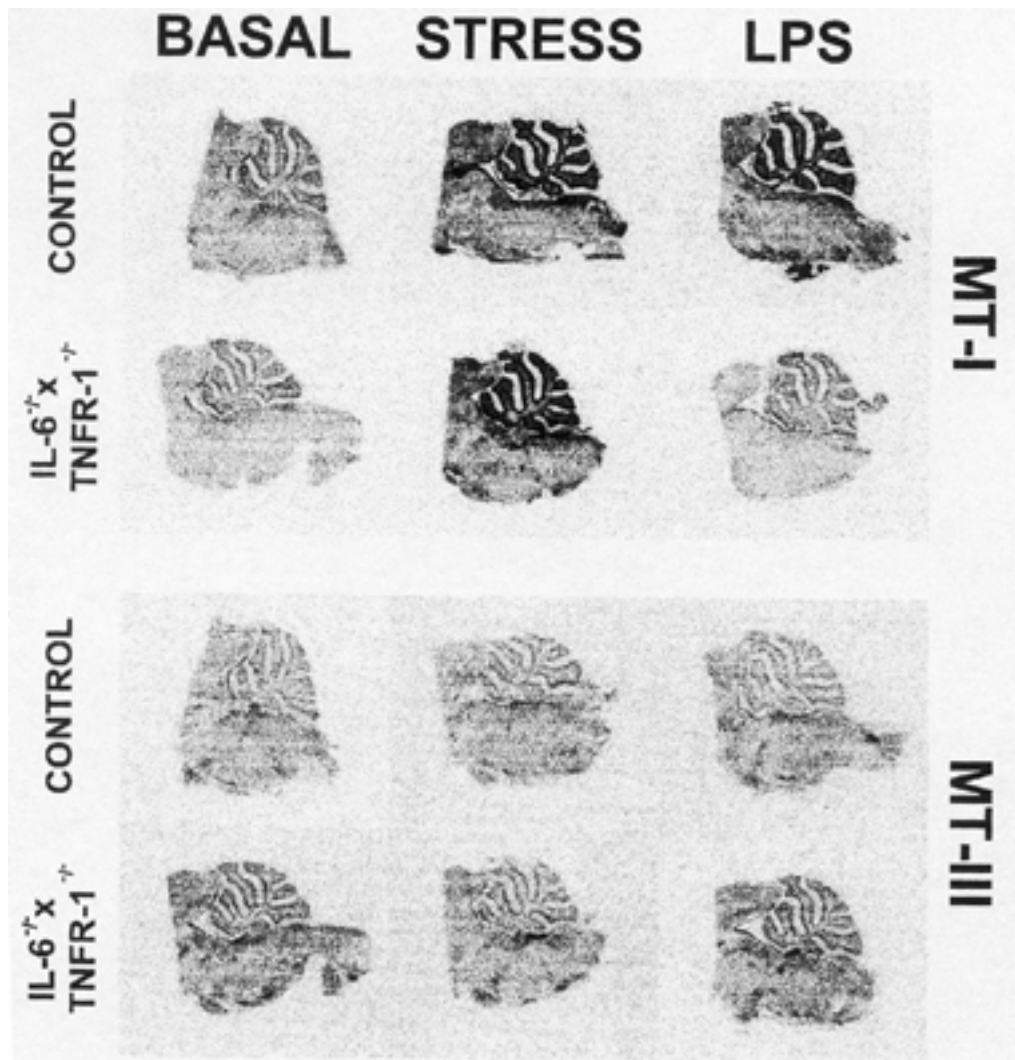 BASAL STRESS LPS
CONTROL
IL-6-/-x
TNFR-1 -/-
MT-I
CONTROL
IL-6-/-x
TNFR-1 -/-
MT-III